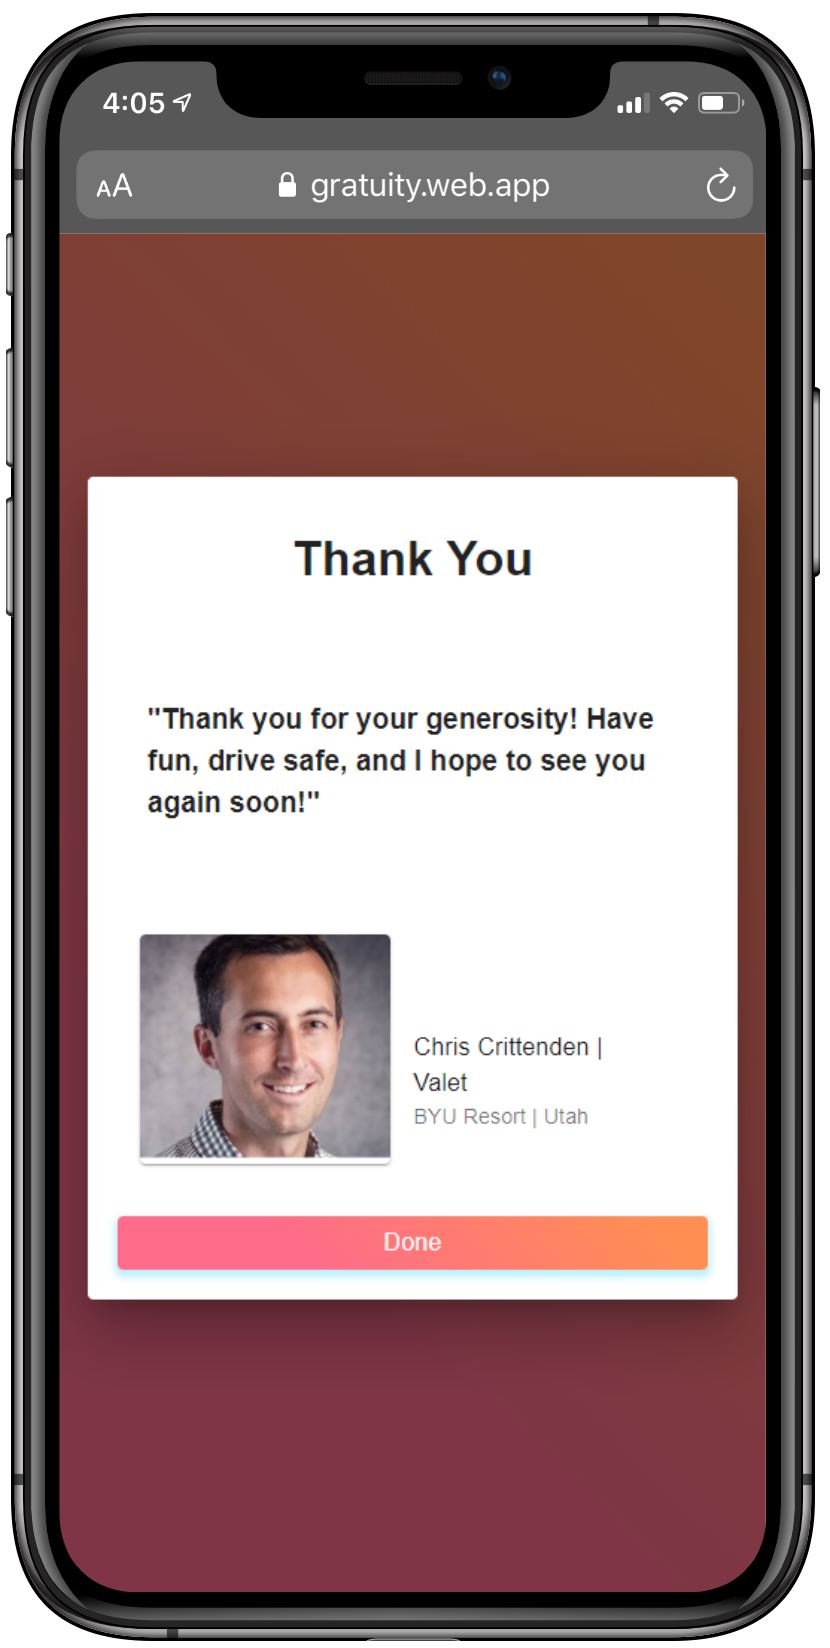 4:05
AA gratuity.web.app
Thank You
"Thank you for your generosity! Have
fun, drive safe, and I hope to see you
again soon!"
Chris Crittenden |
Valet
BYU Resort | Utah
Done